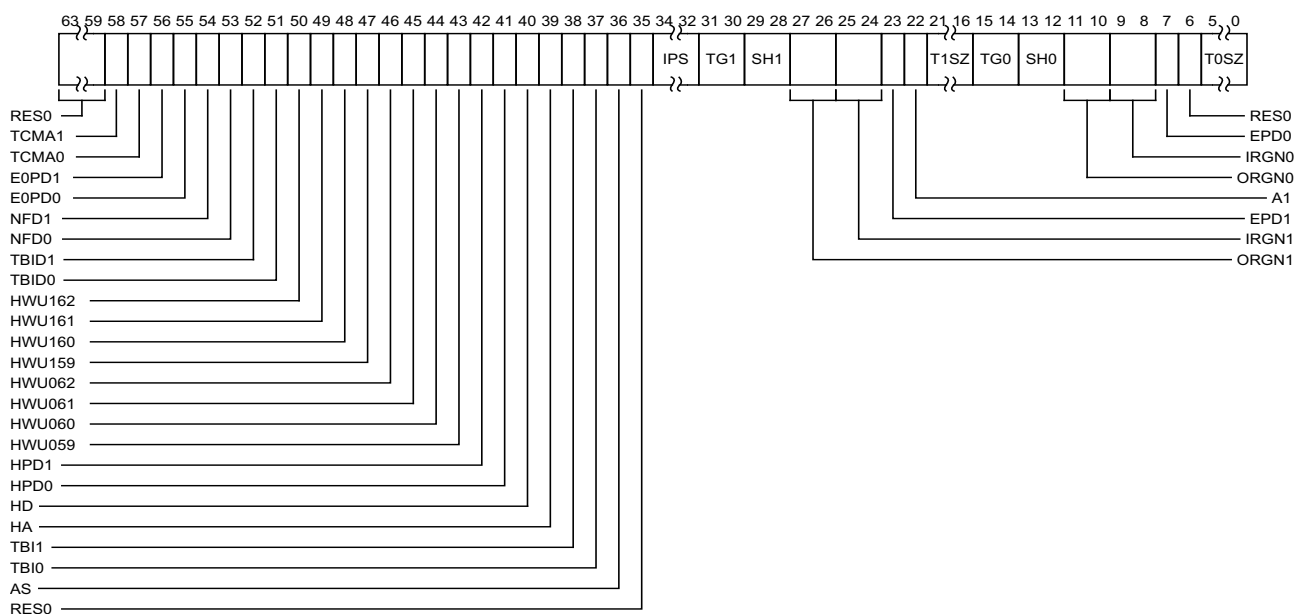 63 59 58 57 56 55 54 53 52 51 50 49 48 47 46 45 44 43 42 41 40 39 38 37 36 35 34 32 31 30 29 28 27 26 25 24 23 22 21 16 15 14 13 12 11 10 9 8 7 6 5 0
IPS TG1 SH1 T1SZ TG0 SH0 T0SZ
RES0 RES0
TCMA1 EPD0
TCMA0 IRGN0
E0PD1 ORGN0
E0PD0 A1
NFD1 EPD1
NFD0 IRGN1
TBID1 ORGN1
TBID0
HWU162
HWU161
HWU160
HWU159
HWU062
HWU061
HWU060
HWU059
HPD1
HPD0
HD
HA
TBI1
TBI0
AS
RES0